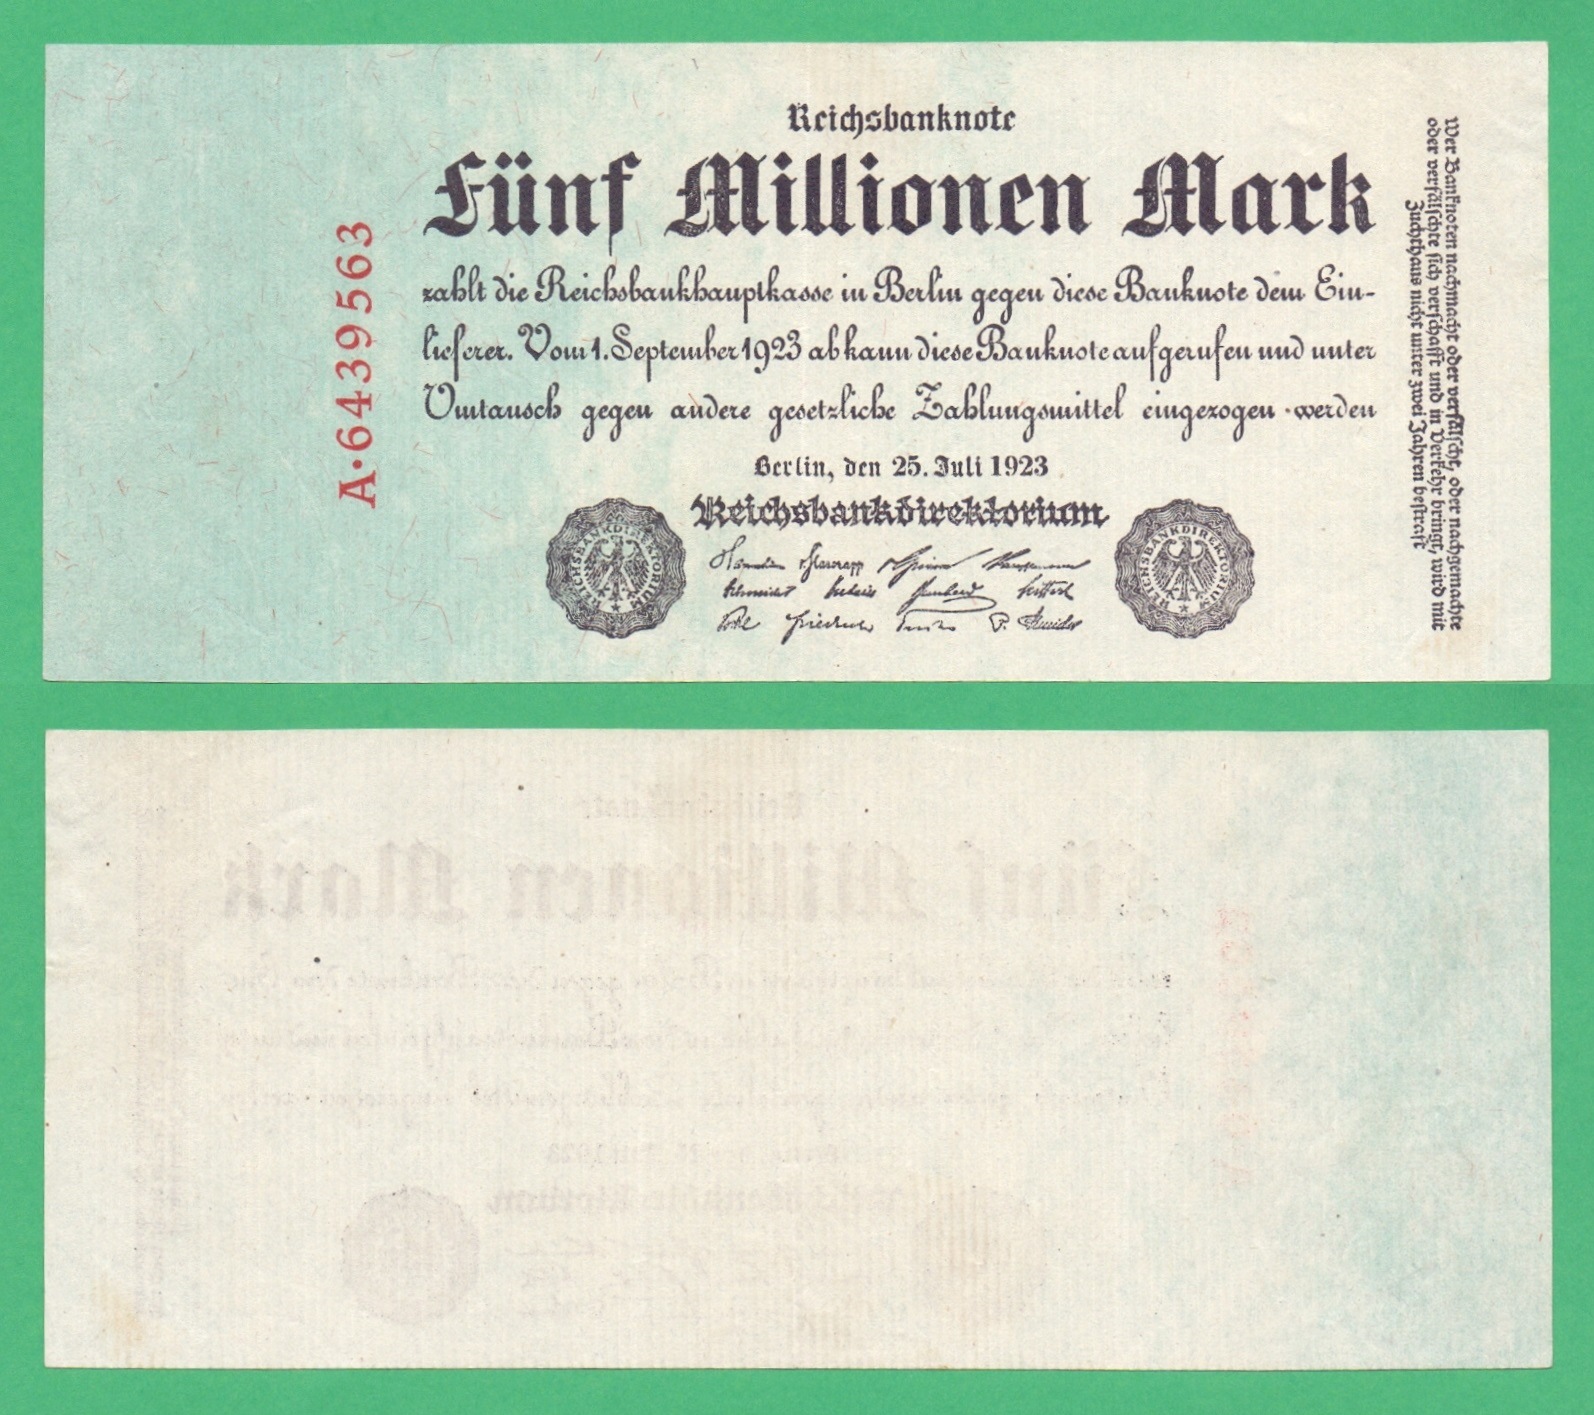 Reichsbanknote
Fünf Millionen Mark
zahlt die Reichsbankhauptkasse in Berlin gegen diese Banknote dem Ein-
lieferer. Vom 1. September 1923 ab kann diese Banknote aufgerufen und unter
Umtausch gegen andere gesetzliche Zahlungsmittel eingezogen werden
Berlin, den 25. Juli 1923
Reichsbankdirektorium
REICHSBANKDIREKTORIUM
REICHSBANKDIREKTORIUM
A·6439563
Wer Banknoten nachmacht oder verfälscht, oder nachgemachte
oder verfälschte sich verschafft und in Verkehr bringt, wird mit
Zuchthaus nicht unter zwei Jahren bestraft